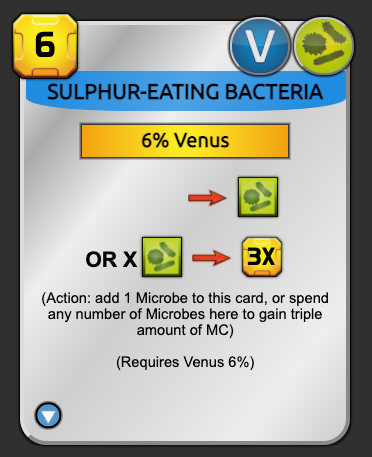 6
V
SULPHUR-EATING BACTERIA
6% Venus
OR X
3X
(Action: add 1 Microbe to this card, or spend
any number of Microbes here to gain triple
amount of MC)
(Requires Venus 6%)